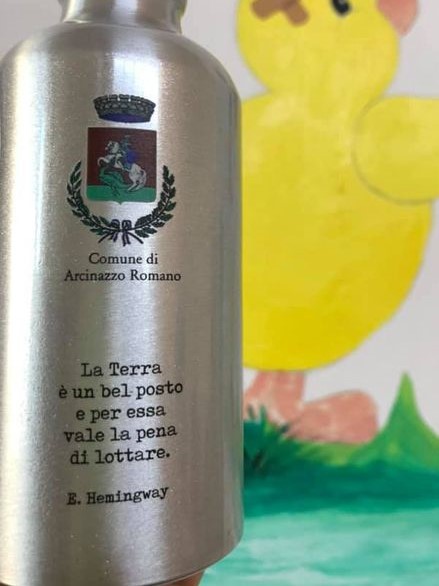 Comune di
Arcinazzo Romano
La Terra
è un bel posto
e per essa
vale la pena
di lottare.
E. Hemingway